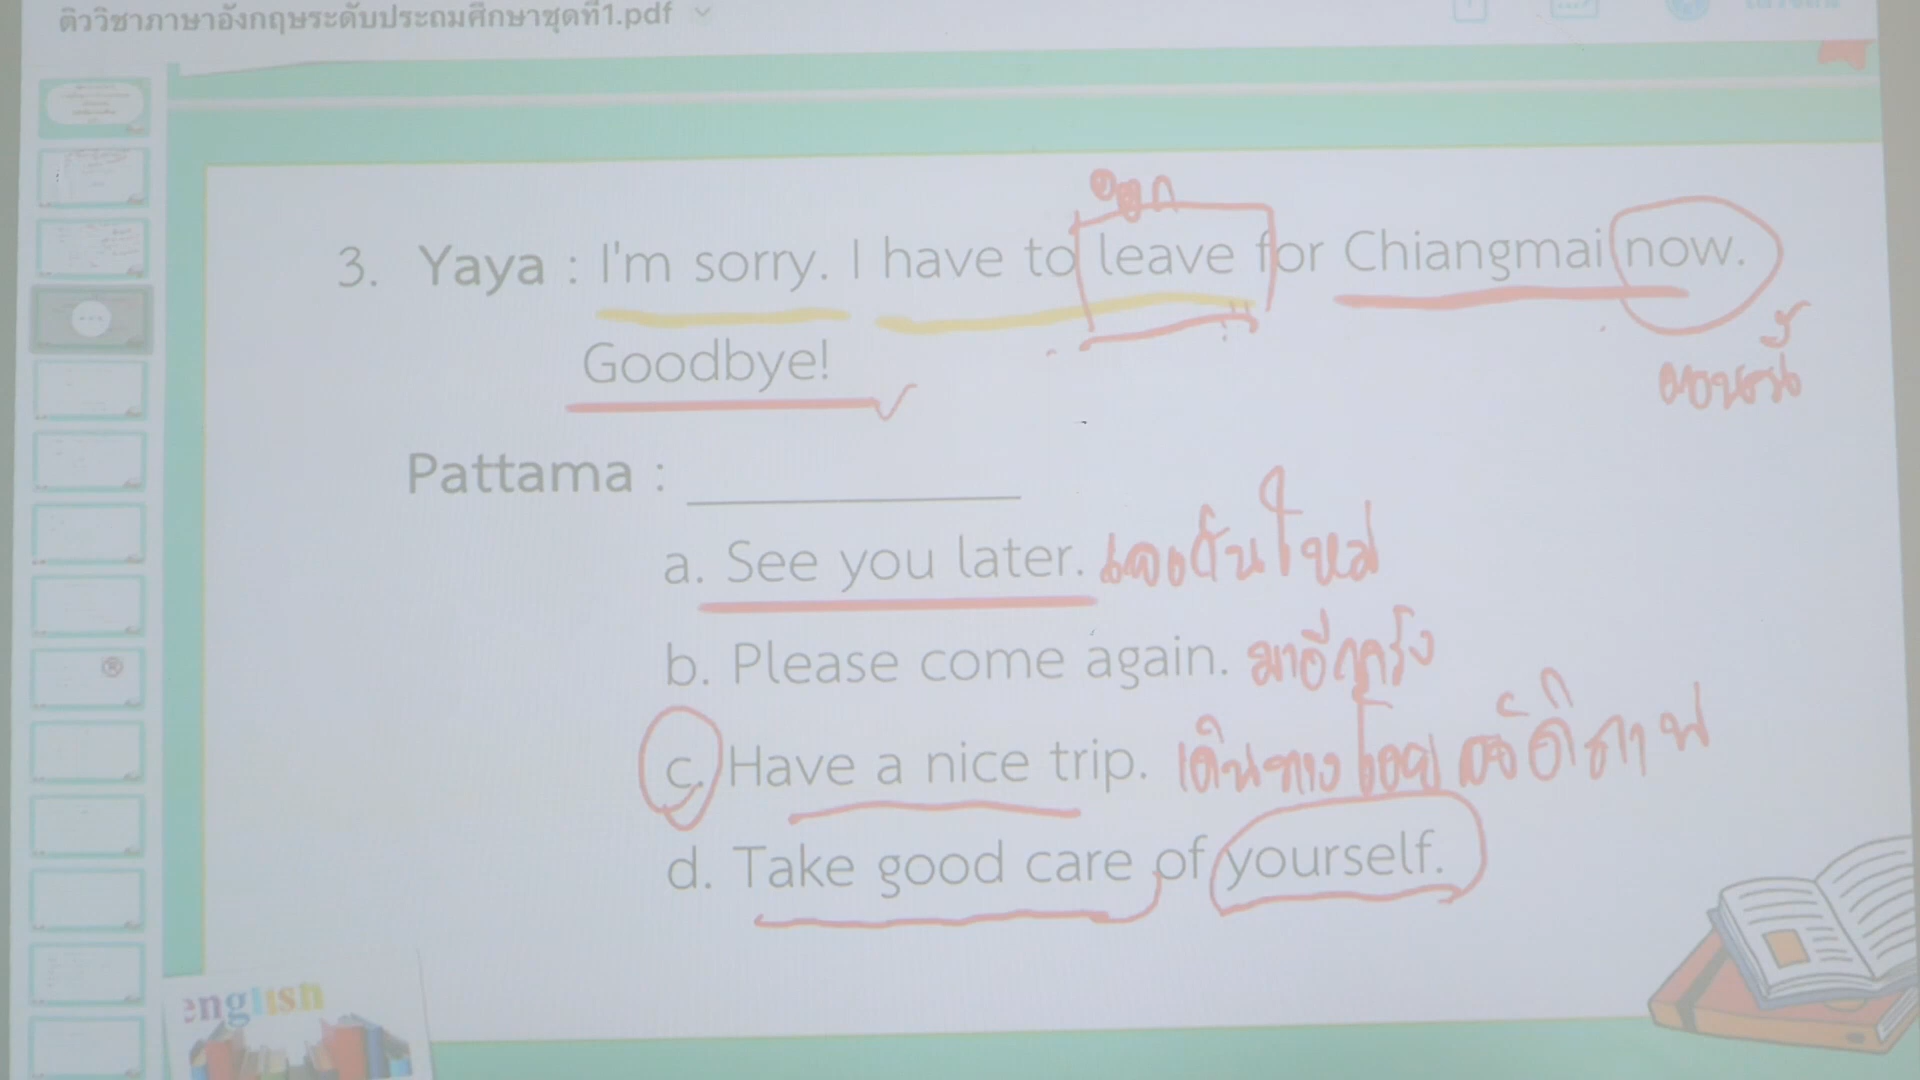 ติววิชาภาษาอังกฤษระดับประถมศึกษาชุดที่1.pdf
ออก
3. Yaya : I'm sorry. I have to leave for Chiangmai now.
ตอนนี้
Goodbye!
Pattama : ____________
a. See you later. เจอกันใหม่
b. Please come again. มาอีกครั้ง
c. Have a nice trip. เดินทางโดยสวัสดิภาพ
d. Take good care of yourself.
english